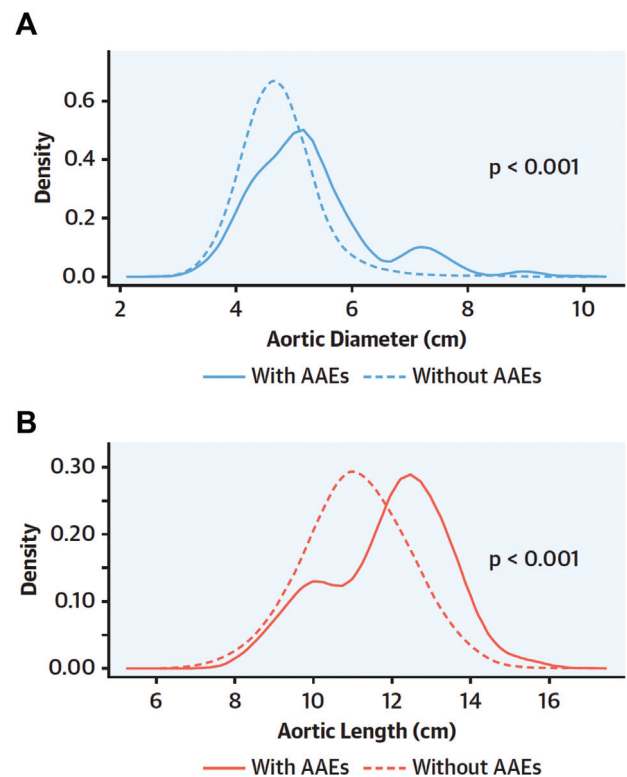 A
Density
0.6
0.4
0.2
0.0
p < 0.001
2 4 6 8 10
Aortic Diameter (cm)
With AAEs Without AAEs
B
Density
0.30
0.20
0.10
0.00
p < 0.001
6 8 10 12 14 16
Aortic Length (cm)
With AAEs Without AAEs